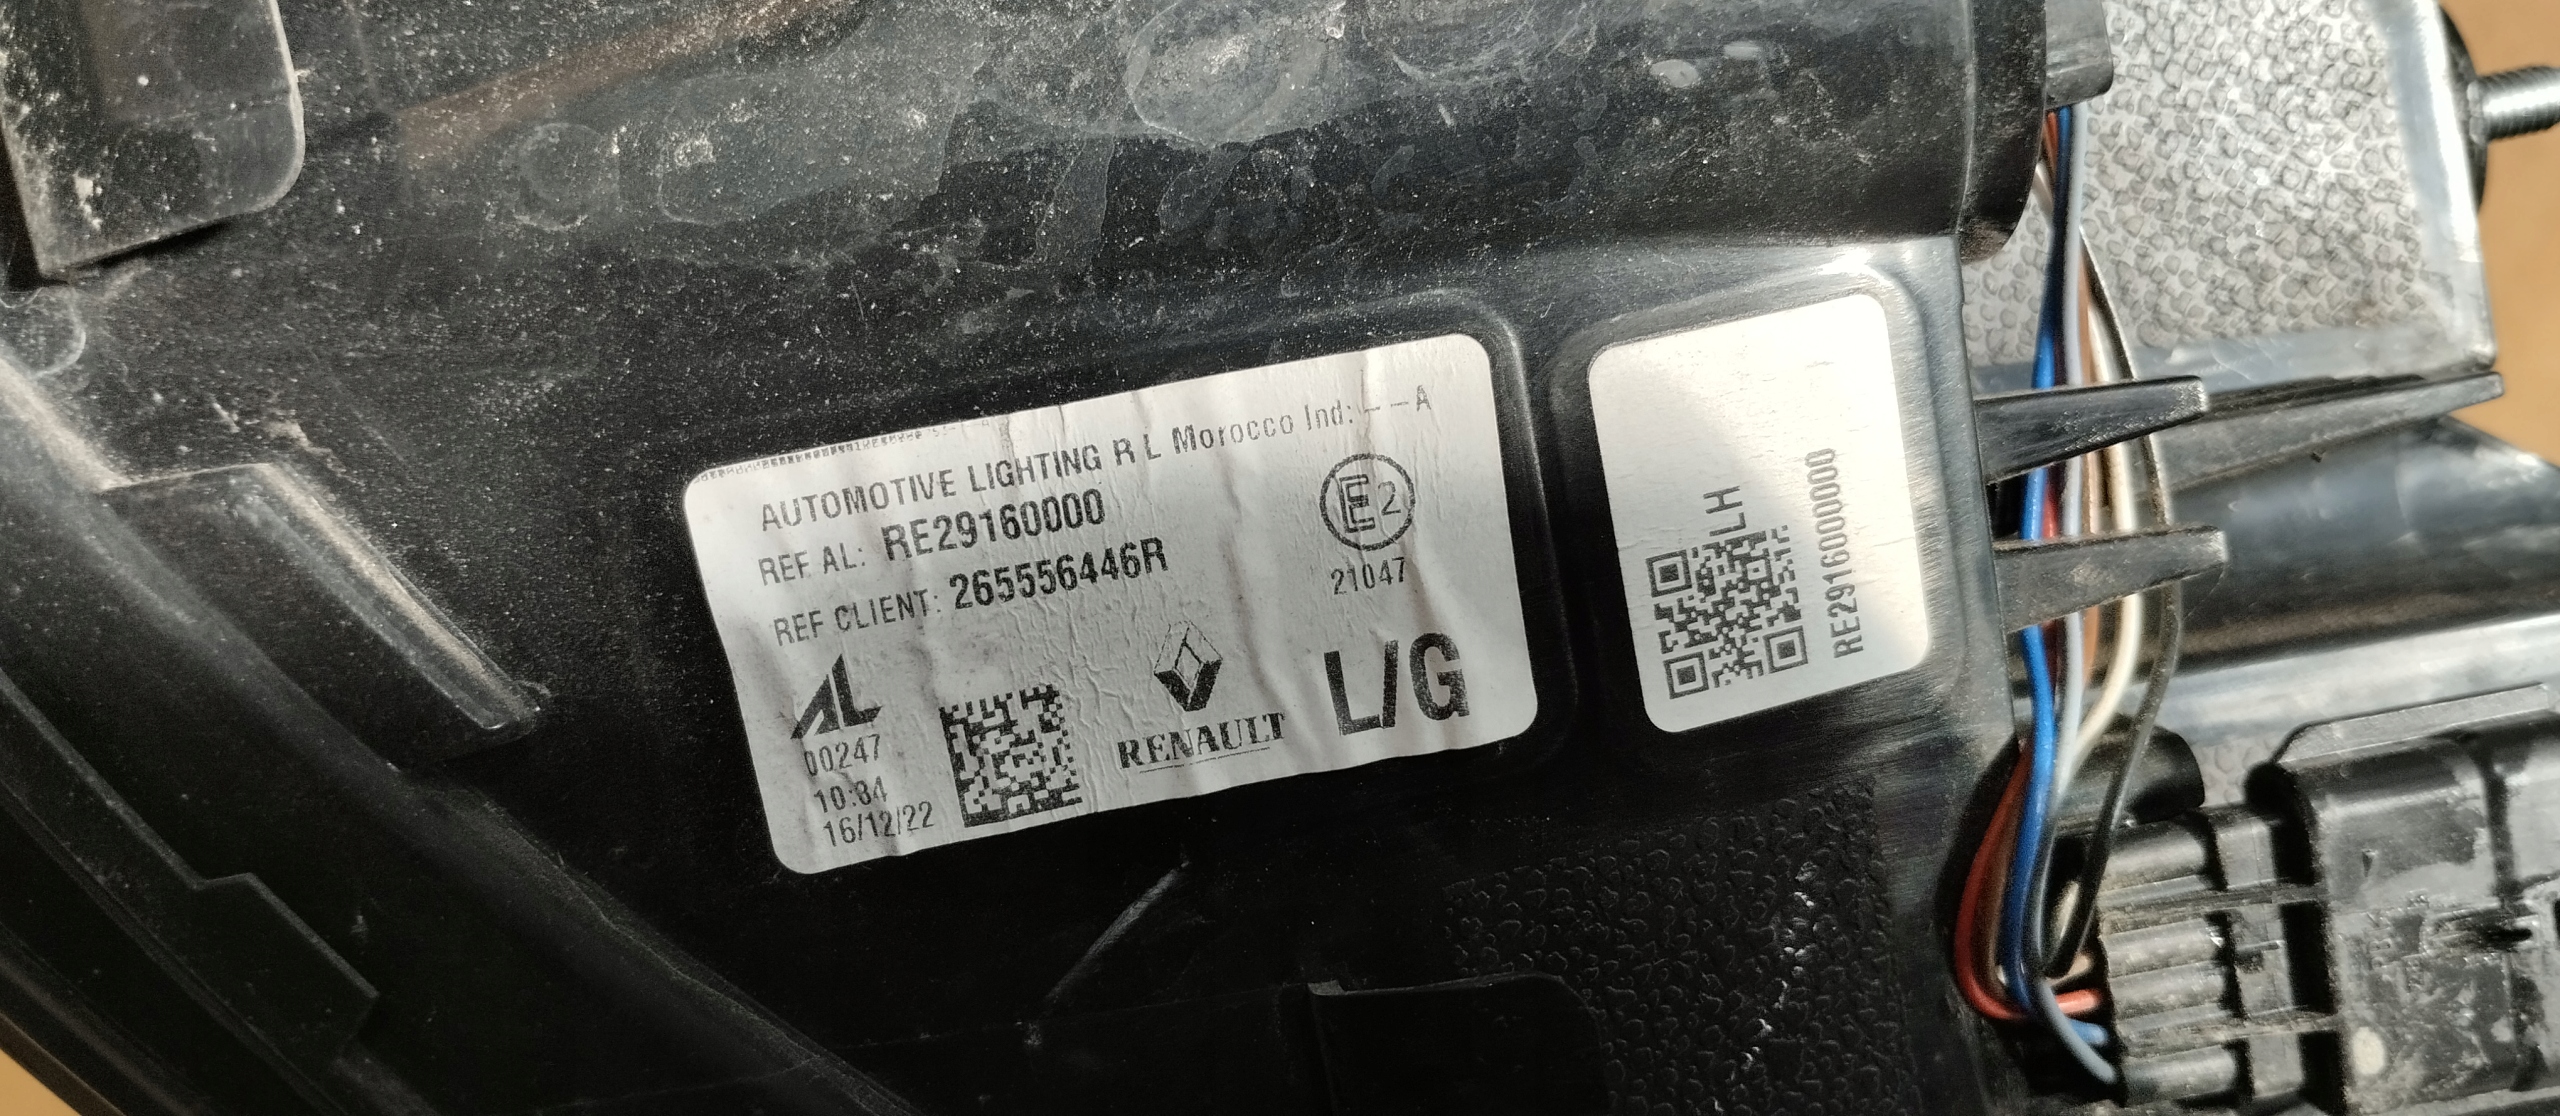 AUTOMOTIVE LIGHTING R L Morocco Ind: --A
REF AL: RE29160000
REF CLIENT: 265556446R
E2
21047
AL
00247
10:34
16/12/22
RENAULT
L/G
LH
RE29160000000